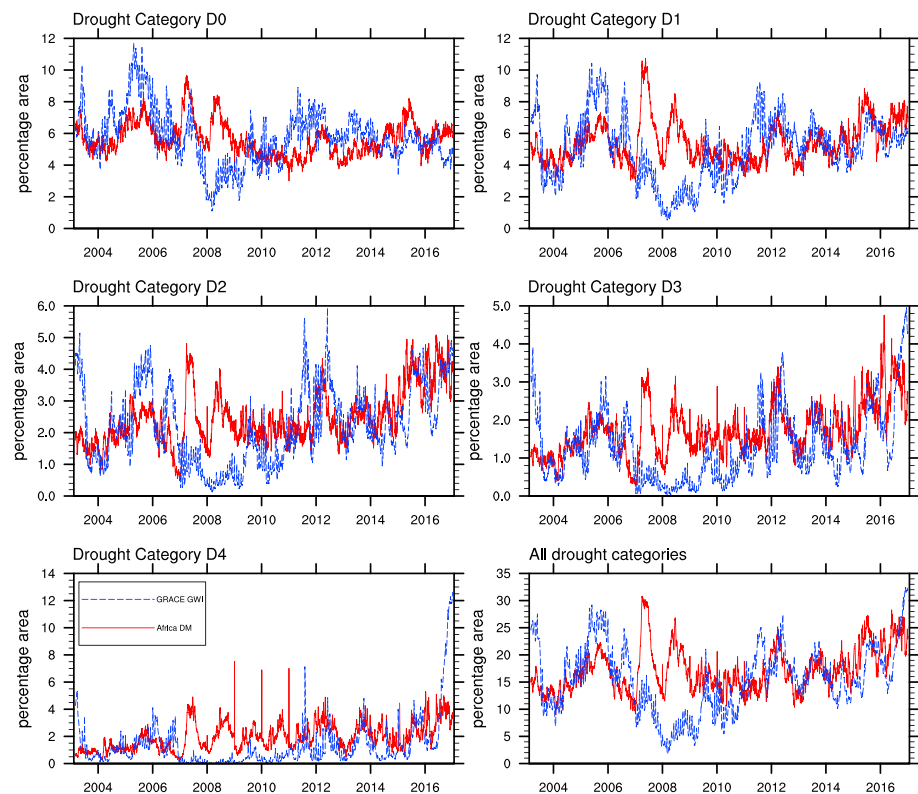 Drought Category D0
percentage area
12
10
8
6
4
2
0
2004 2006 2008 2010 2012 2014 2016
Drought Category D1
percentage area
12
10
8
6
4
2
0
2004 2006 2008 2010 2012 2014 2016
Drought Category D2
percentage area
6.0
5.0
4.0
3.0
2.0
1.0
0.0
2004 2006 2008 2010 2012 2014 2016
Drought Category D3
percentage area
5.0
4.0
3.0
2.0
1.0
0.0
2004 2006 2008 2010 2012 2014 2016
Drought Category D4
percentage area
14
12
10
8
6
4
2
0
GRACE GWI
Africa DM
2004 2006 2008 2010 2012 2014 2016
All drought categories
percentage area
35
30
25
20
15
10
5
0
2004 2006 2008 2010 2012 2014 2016